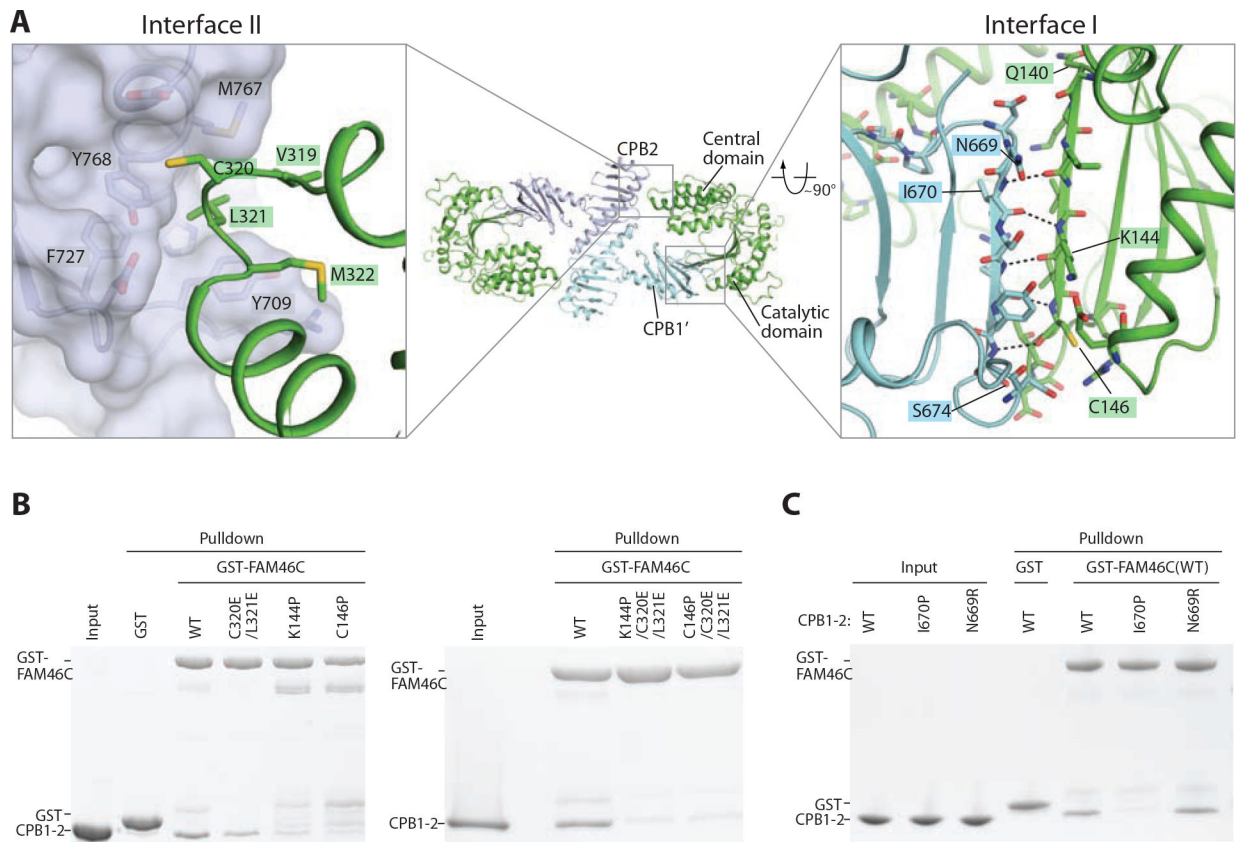 A
Interface II
Interface I
M767
Y768
C320
V319
L321
F727
M322
Y709
CPB2
Central
domain
CPB1′
Catalytic
domain
~90°
Q140
N669
I670
K144
S674
C146
B
Pulldown
GST-FAM46C
Input
GST
WT
C320E
/L321E
K144P
C146P
GST-
FAM46C
GST
CPB1-2
Pulldown
GST-FAM46C
Input
WT
K144P
/C320E
/L321E
C146P
/C320E
/L321E
GST-
FAM46C
CPB1-2
C
Pulldown
Input
GST
GST-FAM46C(WT)
CPB1-2:
WT
I670P
N669R
WT
WT
I670P
N669R
GST-
FAM46C
GST
CPB1-2